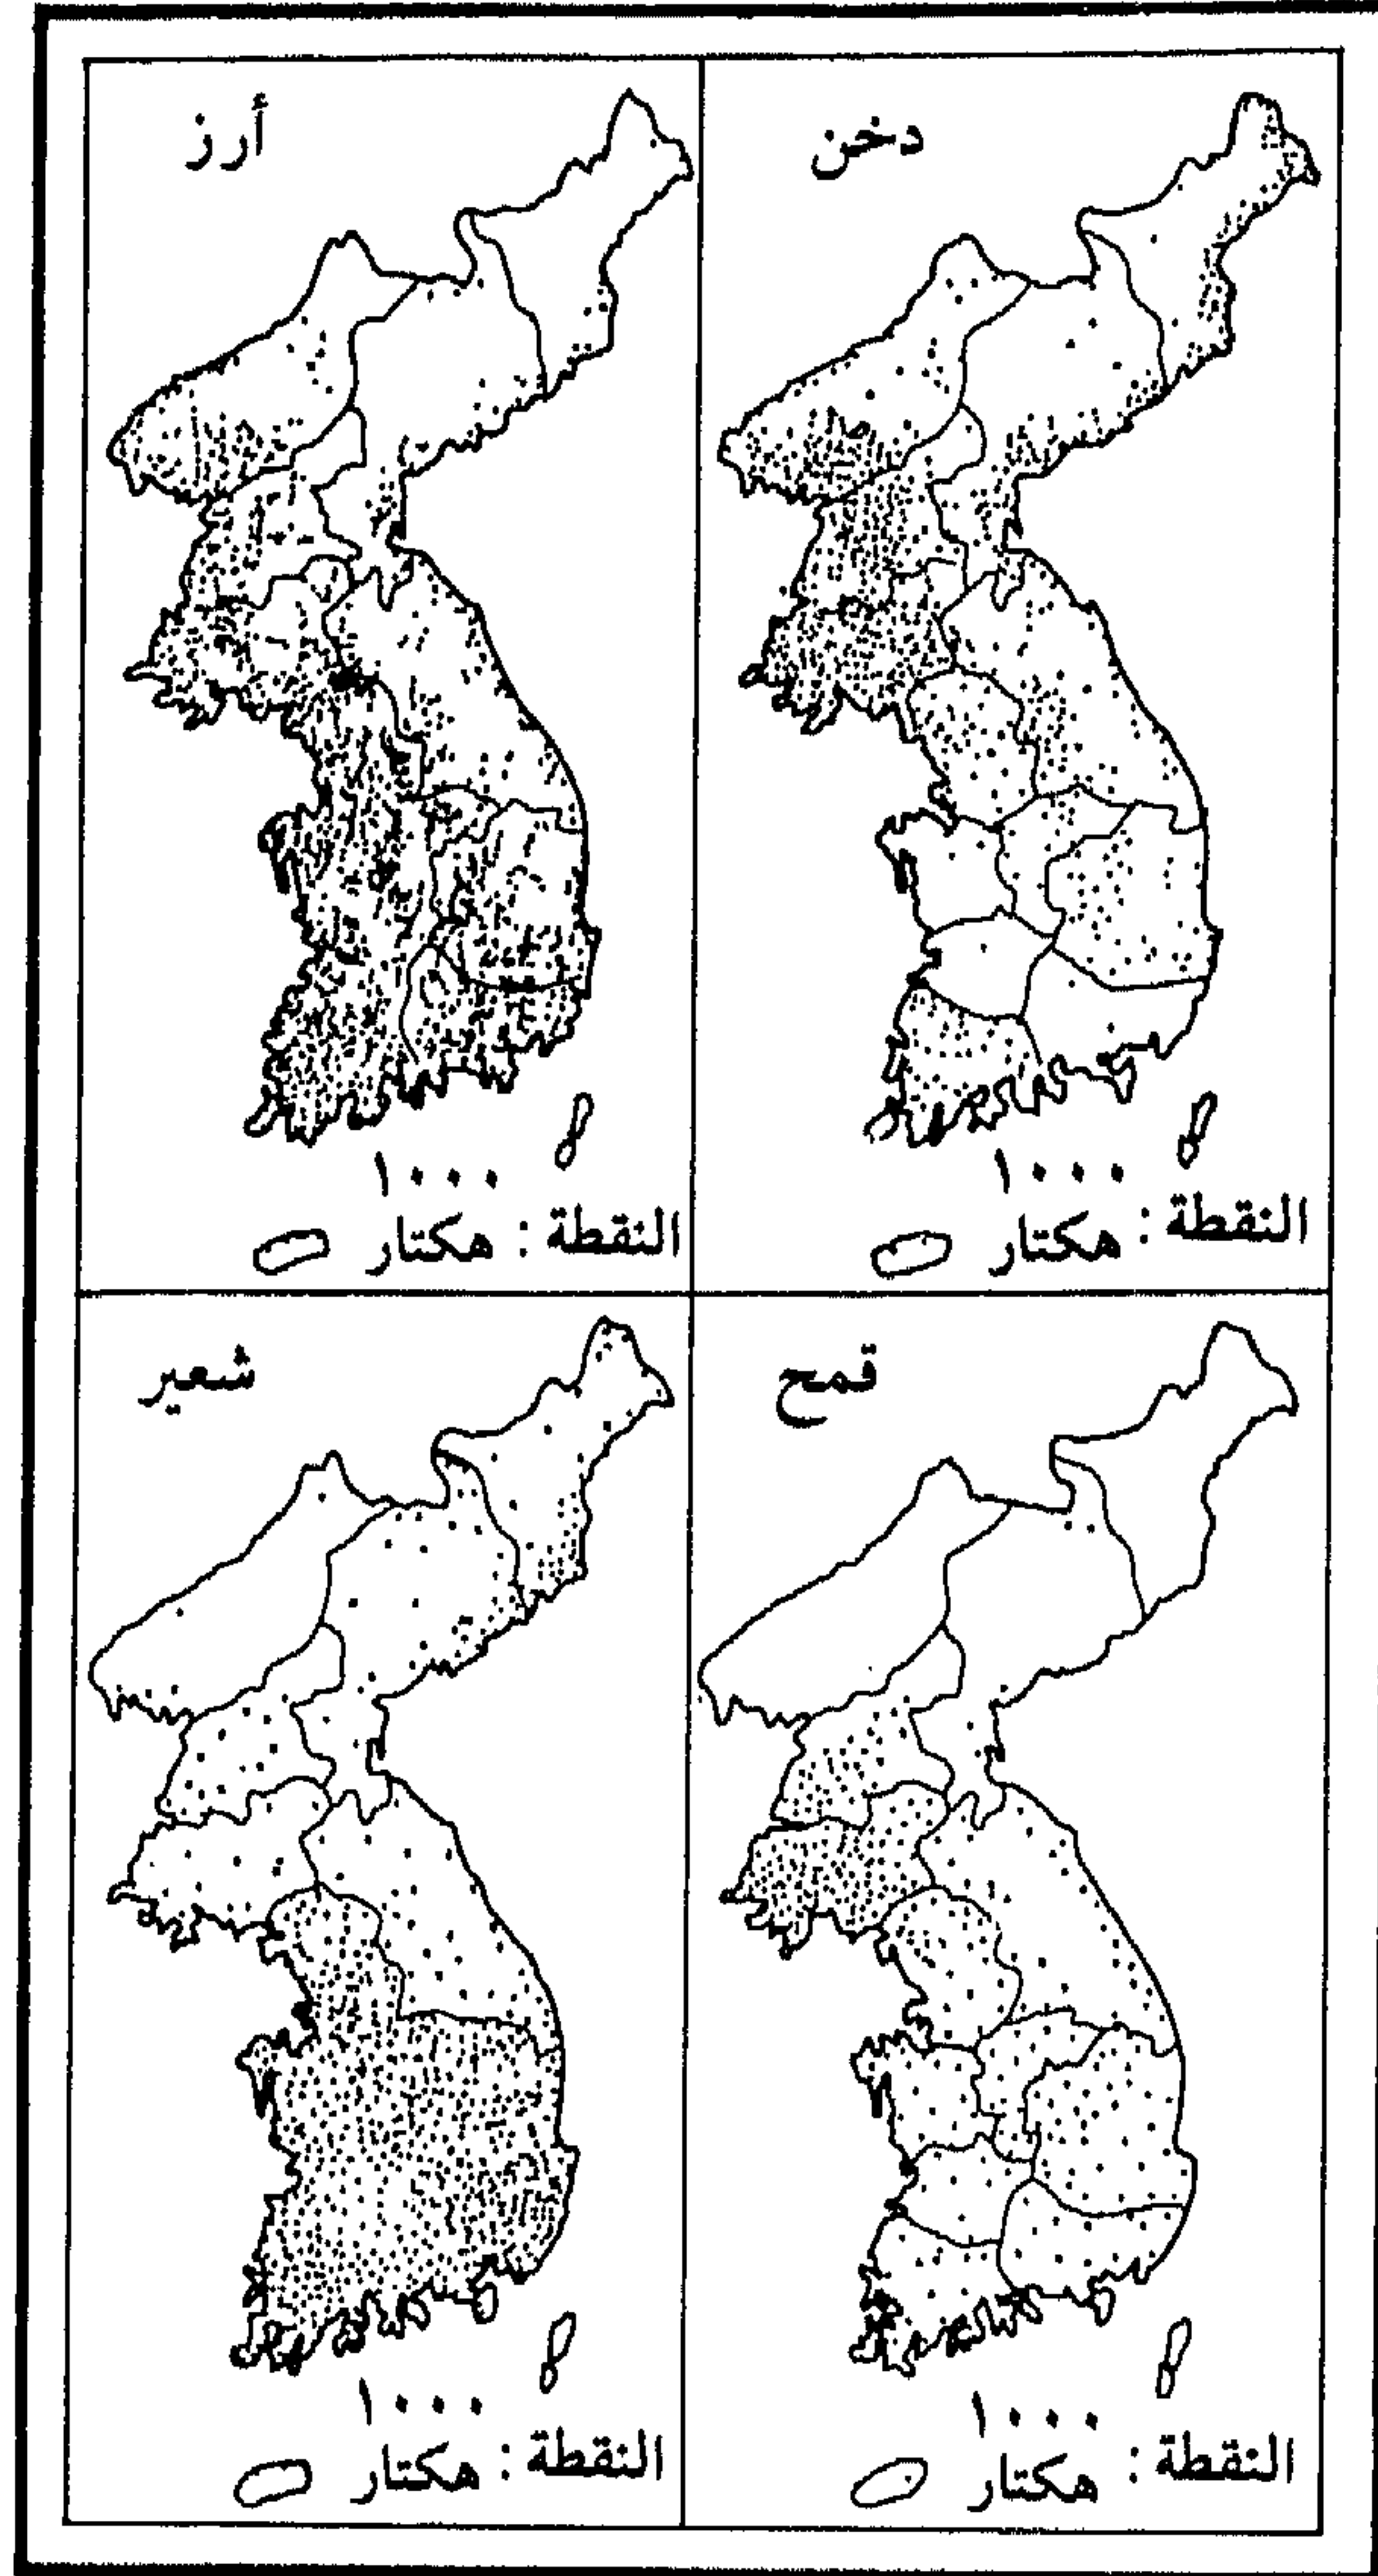 دخن
١٠٠٠
النقطة : هكتار
أرز
١٠٠٠
النقطة : هكتار
قمح
١٠٠٠
النقطة : هكتار
شعير
١٠٠٠
النقطة : هكتار